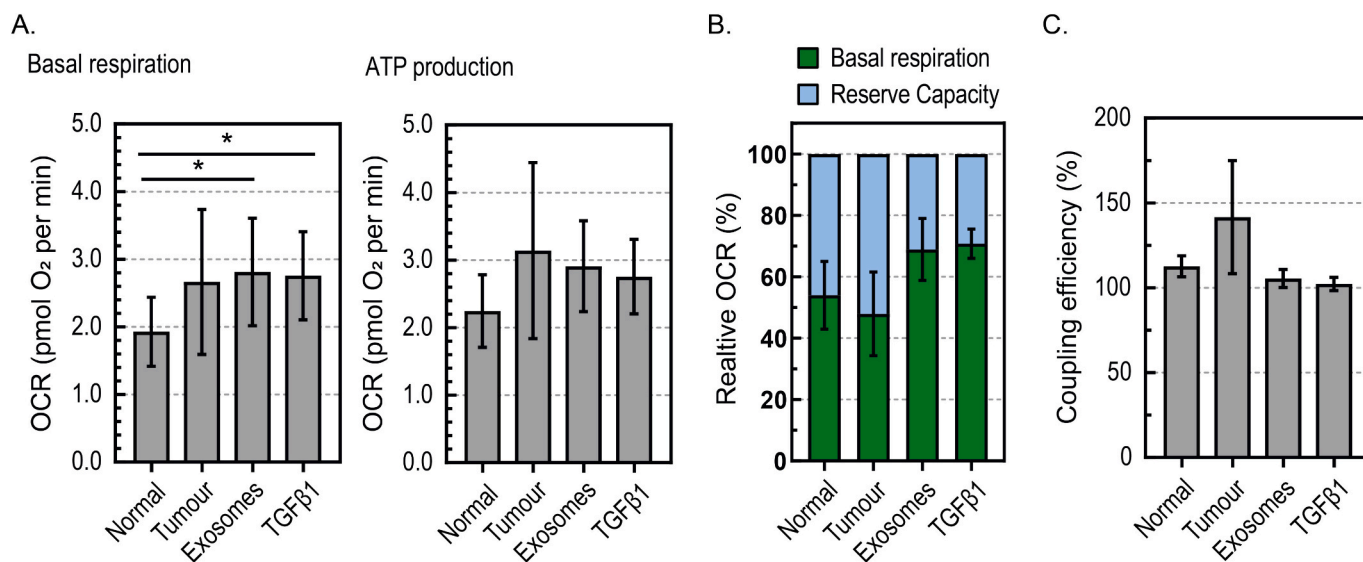 A.
Basal respiration
OCR (pmol O₂ per min)
5.0
4.0
3.0
2.0
1.0
0.0
*
*
Normal
Tumour
Exosomes
TGFβ1
ATP production
OCR (pmol O₂ per min)
5.0
4.0
3.0
2.0
1.0
0.0
Normal
Tumour
Exosomes
TGFβ1
B.
Basal respiration
Reserve Capacity
Realtive OCR (%)
100
80
60
40
20
0
Normal
Tumour
Exosomes
TGFβ1
C.
Coupling efficiency (%)
200
150
100
50
0
Normal
Tumour
Exosomes
TGFβ1